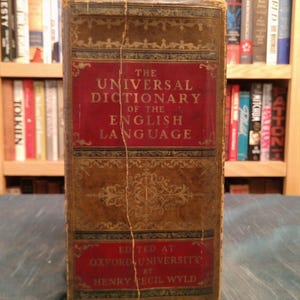 THE
UNIVERSAL
DICTIONARY
OF THE
ENGLISH
LANGUAGE
EDITED AT
OXFORD UNIVERSITY
BY
HENRY CECIL WYLD
TOLKIEN